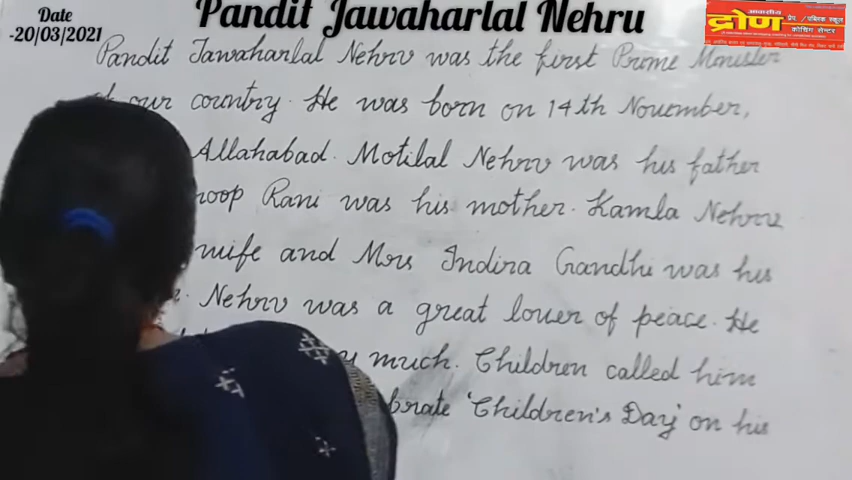 Date
-20/03/2021
Pandit Jawaharlal Nehru
आवासीय
द्रोण प्रेप / पब्लिक स्कूल
कोचिंग सेन्टर
Pandit Jawaharlal Nehru was the first Prime Minister
our country. He was born on 14th November,
Allahabad. Motilal Nehru was his father
roop Rani was his mother. Kamla Nehru
wife and Mrs Indira Gandhi was his
Nehru was a great lover of peace. He
much. Children called him
brate 'Children's Day' on his